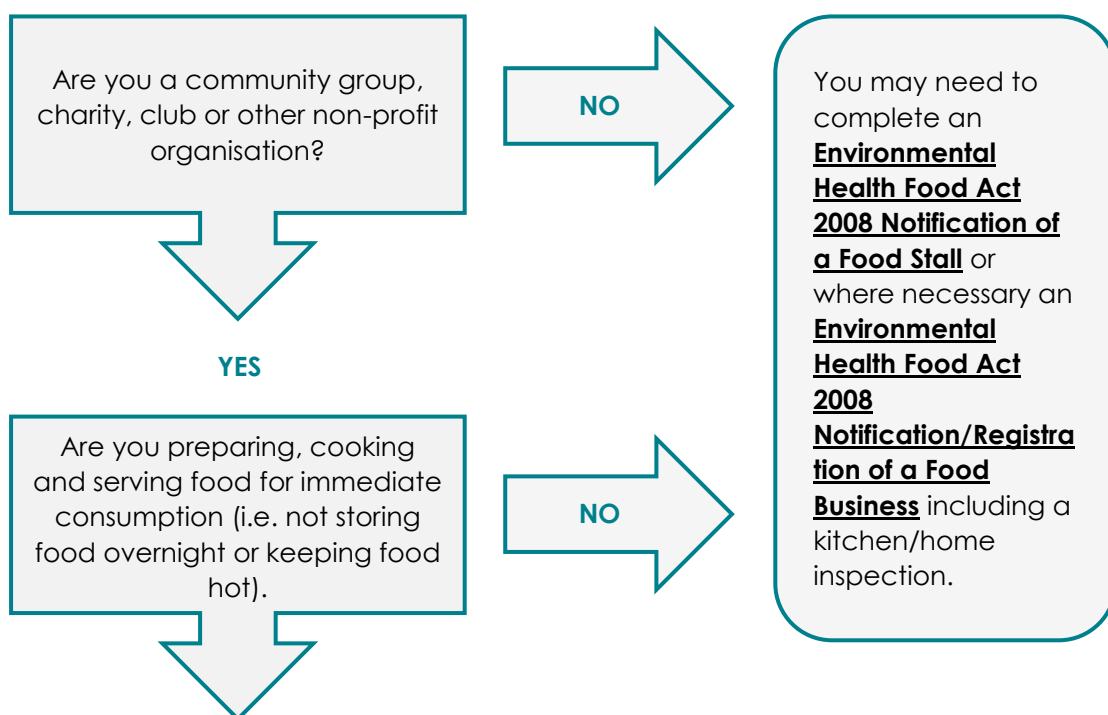 Are you a community group,
charity, club or other non-profit
organisation?
NO
You may need to
complete an
Environmental
Health Food Act
2008 Notification of
a Food Stall or
where necessary an
Environmental
Health Food Act
2008
Notification/Registra
tion of a Food
Business including a
kitchen/home
inspection.
YES
Are you preparing, cooking
and serving food for immediate
consumption (i.e. not storing
food overnight or keeping food
hot).
NO